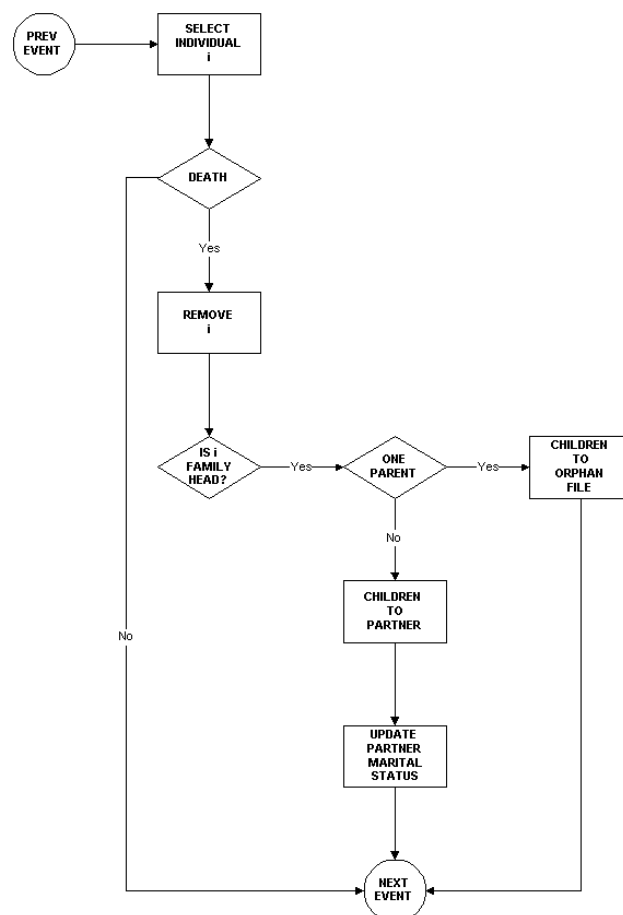 PREV
EVENT
SELECT
INDIVIDUAL
i
DEATH
Yes
REMOVE
i
IS i
FAMILY
HEAD?
Yes
ONE
PARENT
Yes
CHILDREN
TO
ORPHAN
FILE
No
CHILDREN
TO
PARTNER
No
UPDATE
PARTNER
MARITAL
STATUS
NEXT
EVENT